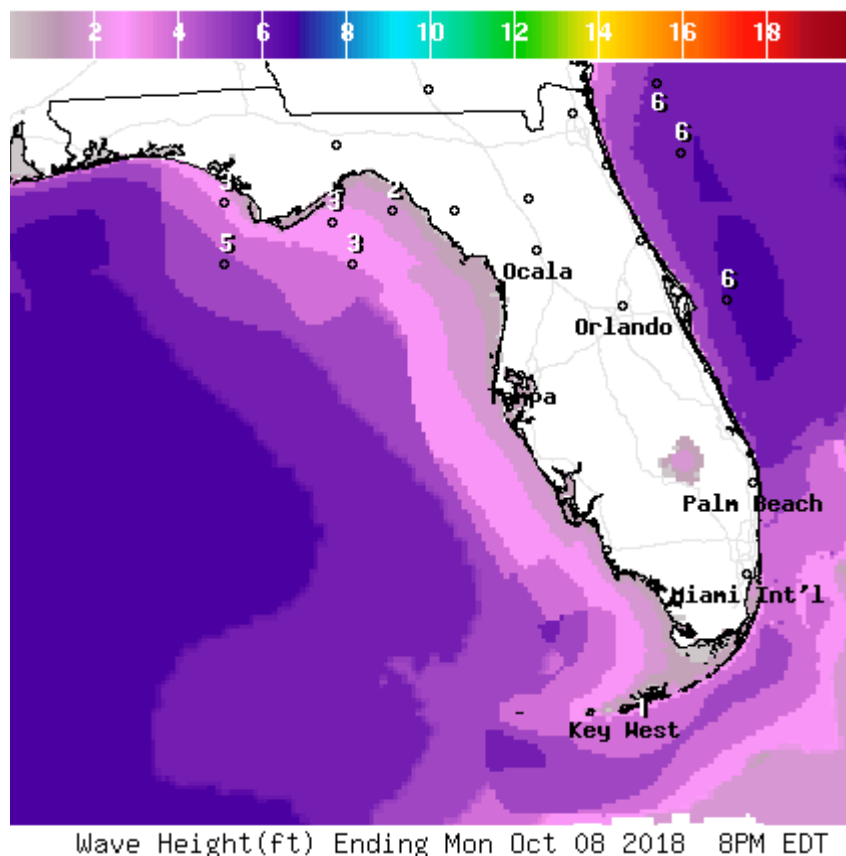 2 4 6 8 10 12 14 16 18
6
6
3 2
3
5 3
Ocala
6
Orlando
Tampa
Palm Beach
Miami Int'l
1
Key West
Wave Height(ft) Ending Mon Oct 08 2018 8PM EDT